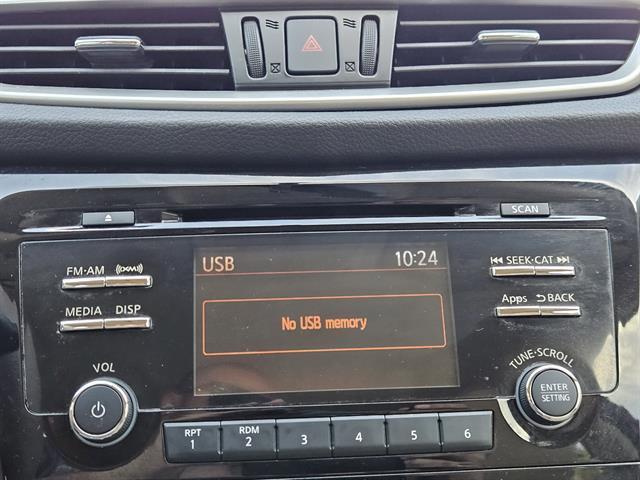 SCAN
FM·AM (((XM)))
USB 10:24
SEEK·CAT
MEDIA DISP
No USB memory
Apps BACK
VOL
TUNE·SCROLL
ENTER
SETTING
RPT RDM
1 2 3 4 5 6